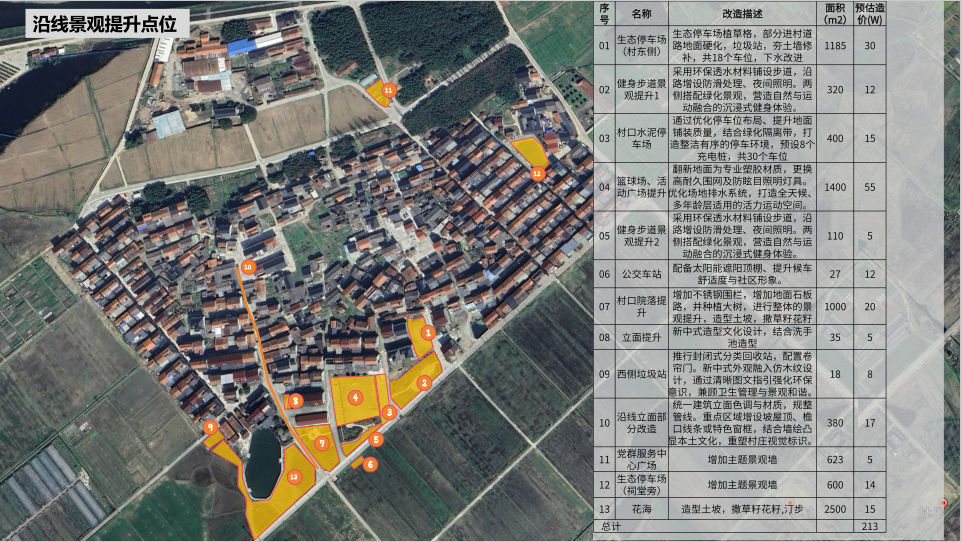 沿线景观提升点位
序号 名称 改造描述 面积（m2） 预估造价(W)
01 生态停车场（村东侧） 生态停车场植草格，部分进村道路地面硬化，垃圾站，夯土墙修补，共18个车位，下水改进 1185 30
02 健身步道景观提升1 采用环保透水材料铺设步道，沿路增设防滑处理、夜间照明。两侧搭配绿化景观，营造自然与运动融合的沉浸式健身体验。 320 12
03 村口水泥停车场 通过优化停车位布局、提升地面铺装质量，结合绿化隔离带，打造整洁有序的停车环境，预设8个充电桩，共30个车位 400 15
04 篮球场、活动广场提升 翻新地面为专业塑胶材质，更换高耐久围网及防眩目照明灯具。优化场地排水系统，打造全天候、多年龄层适用的活力运动空间。 1400 55
05 健身步道景观提升2 采用环保透水材料铺设步道，沿路增设防滑处理、夜间照明。两侧搭配绿化景观，营造自然与运动融合的沉浸式健身体验。 110 5
06 公交车站 配备太阳能遮阳顶棚、提升候车舒适度与社区形象。 27 12
07 村口院落提升 增加不锈钢围栏，增加地面石板路，并种植大树，进行整体的景观提升，造型土坡，撒草籽花籽 1000 20
08 立面提升 新中式造型文化设计，结合洗手池造型 35 5
09 西侧垃圾站 推行封闭式分类回收站，配置卷帘门。新中式外观融入仿木纹设计，通过清晰图文指引强化环保意识，兼顾卫生管理与景观和谐。 18 8
10 沿线立面部分改造 统一建筑立面色调与材质，规整管线。重点区域增设坡屋顶、檐口线条或特色窗框，结合墙绘凸显本土文化，重塑村庄视觉标识。 380 17
11 党群服务中心广场 增加主题景观墙 623 5
12 生态停车场（祠堂旁） 增加主题景观墙 600 14
13 花海 造型土坡，撒草籽花籽,汀步 2500 15
总计 213
11
12
10
1
2
4
8
3
9
7
5
6
13